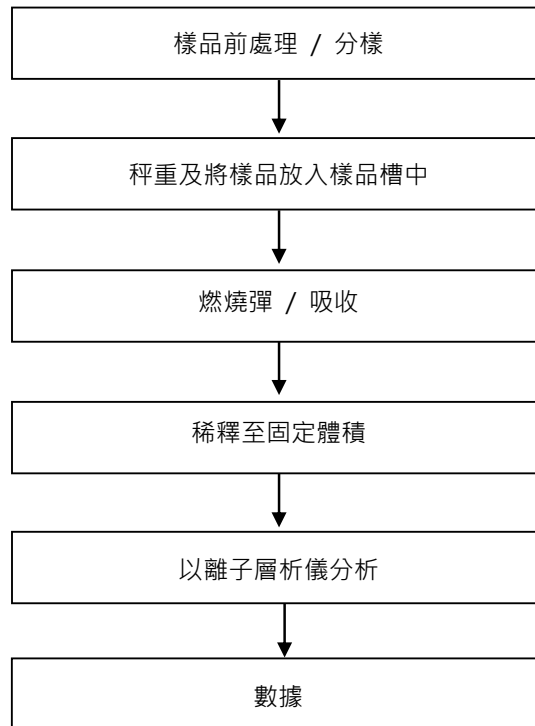 樣品前處理 / 分樣
秤重及將樣品放入樣品槽中
燃燒彈 / 吸收
稀釋至固定體積
以離子層析儀分析
數據